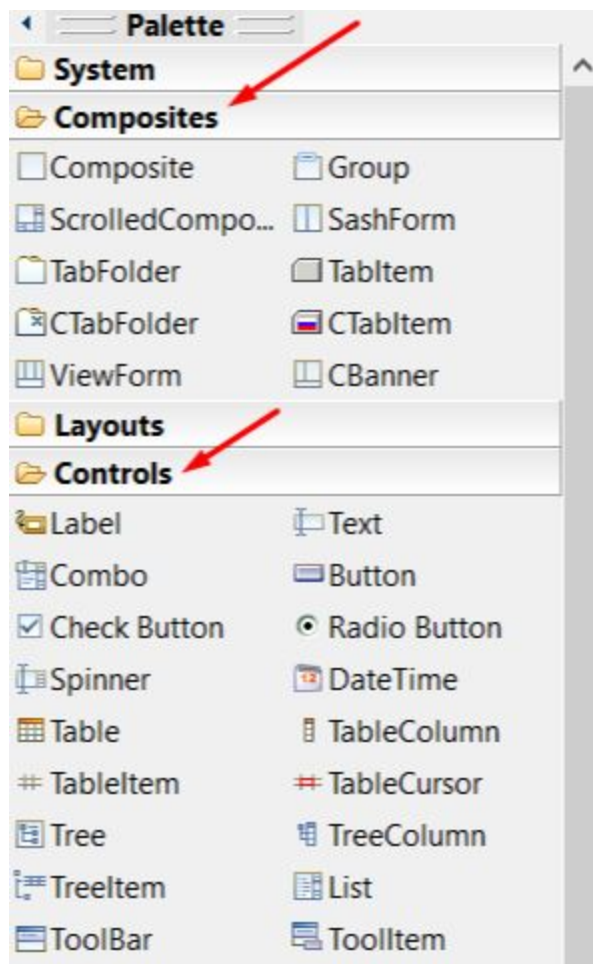 Palette
System
Composites
Composite Group
ScrolledCompo... SashForm
TabFolder TabItem
CTabFolder CTabItem
ViewForm CBanner
Layouts
Controls
Label Text
Combo Button
Check Button Radio Button
Spinner DateTime
Table TableColumn
TableItem TableCursor
Tree TreeColumn
TreeItem List
ToolBar ToolItem